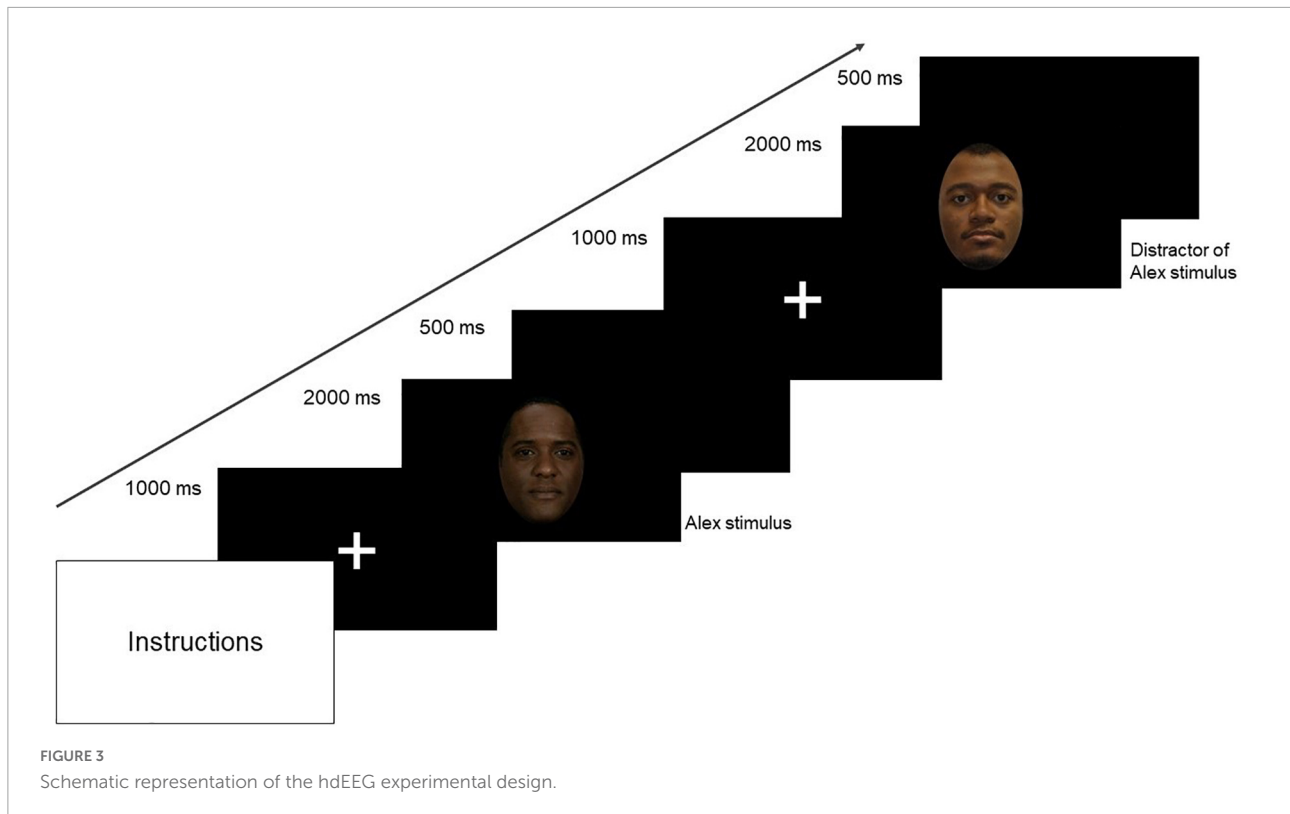 500 ms
2000 ms
1000 ms
Distractor of
Alex stimulus
500 ms
2000 ms
1000 ms
Alex stimulus
Instructions
FIGURE 3
Schematic representation of the hdEEG experimental design.